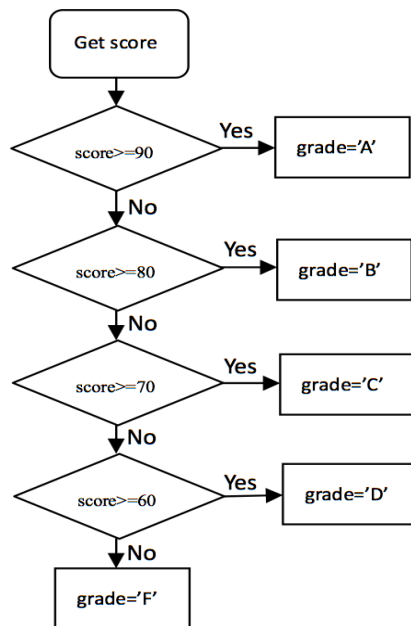 Get score
score>=90
Yes
grade=’A’
No
score>=80
Yes
grade=’B’
No
score>=70
Yes
grade=’C’
No
score>=60
Yes
grade=’D’
No
grade=’F’